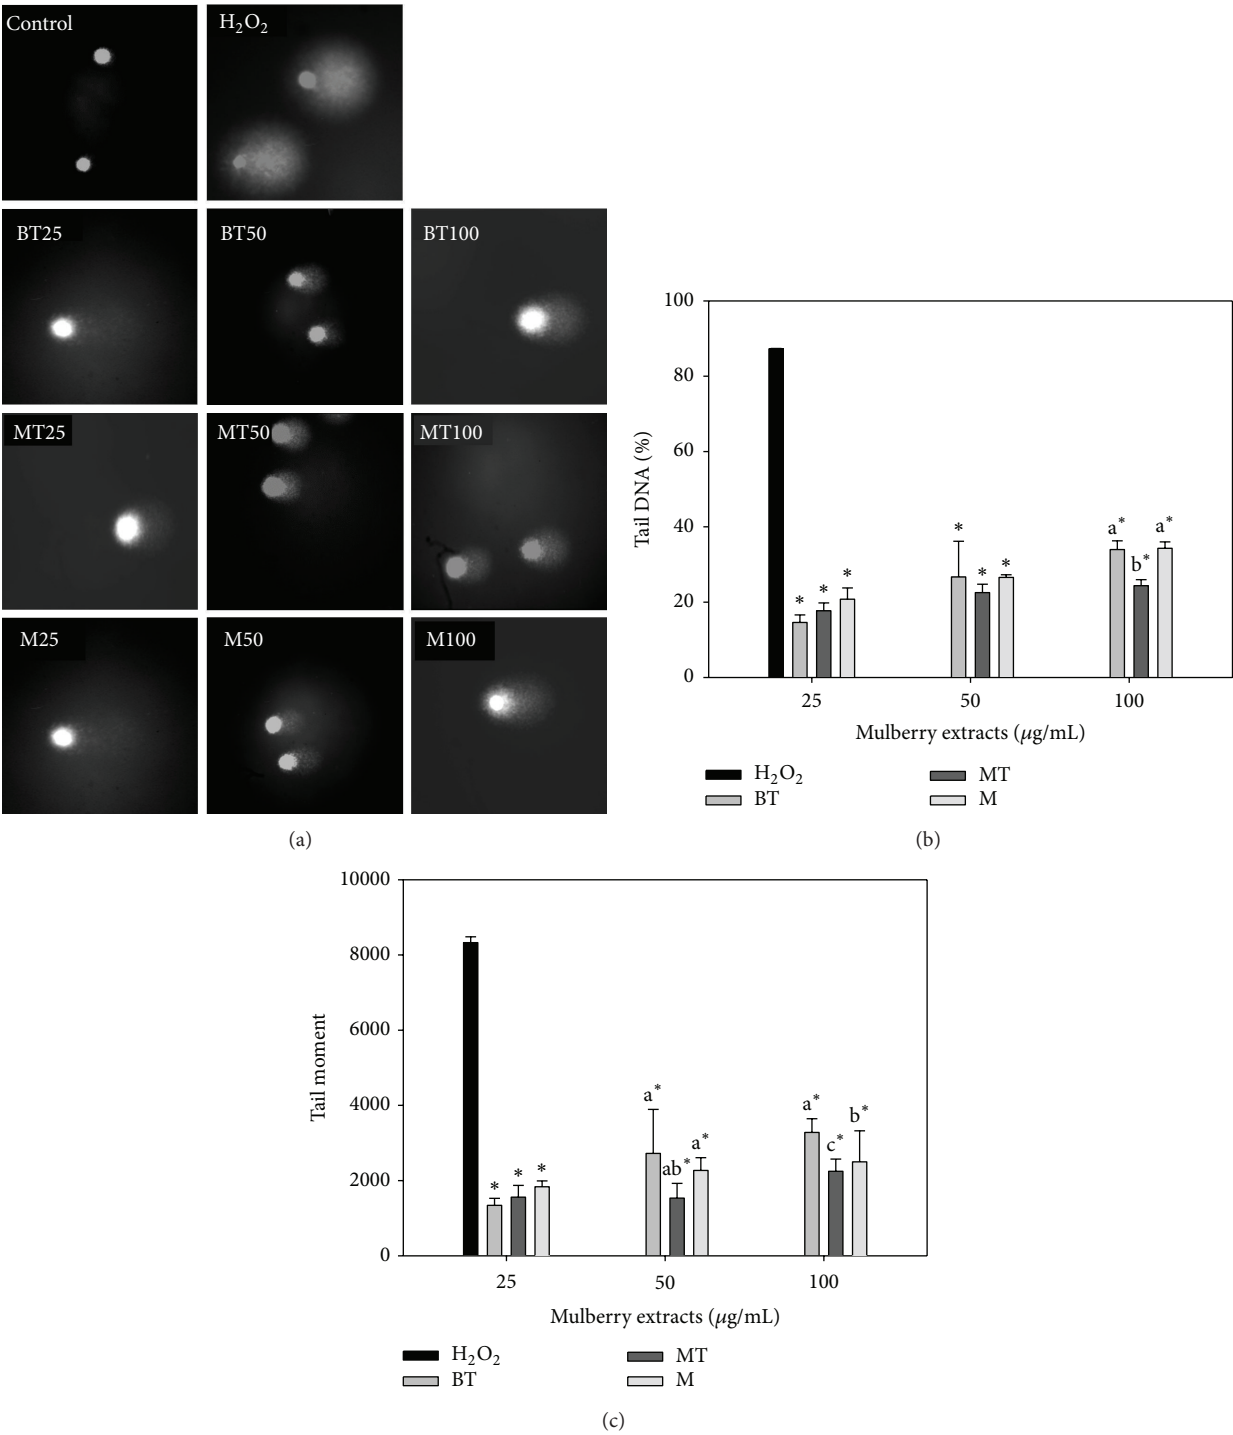 Control
H₂O₂
BT25
BT50
BT100
MT25
MT50
MT100
M25
M50
M100
(a)
100
80
60
40
20
0
Tail DNA (%)
* * *
* * *
a* b* a*
25 50 100
Mulberry extracts (μg/mL)
H₂O₂ MT
BT M
(b)
10000
8000
6000
4000
2000
0
Tail moment
* * *
a* ab* a*
a* c* b*
25 50 100
Mulberry extracts (μg/mL)
H₂O₂ MT
BT M
(c)